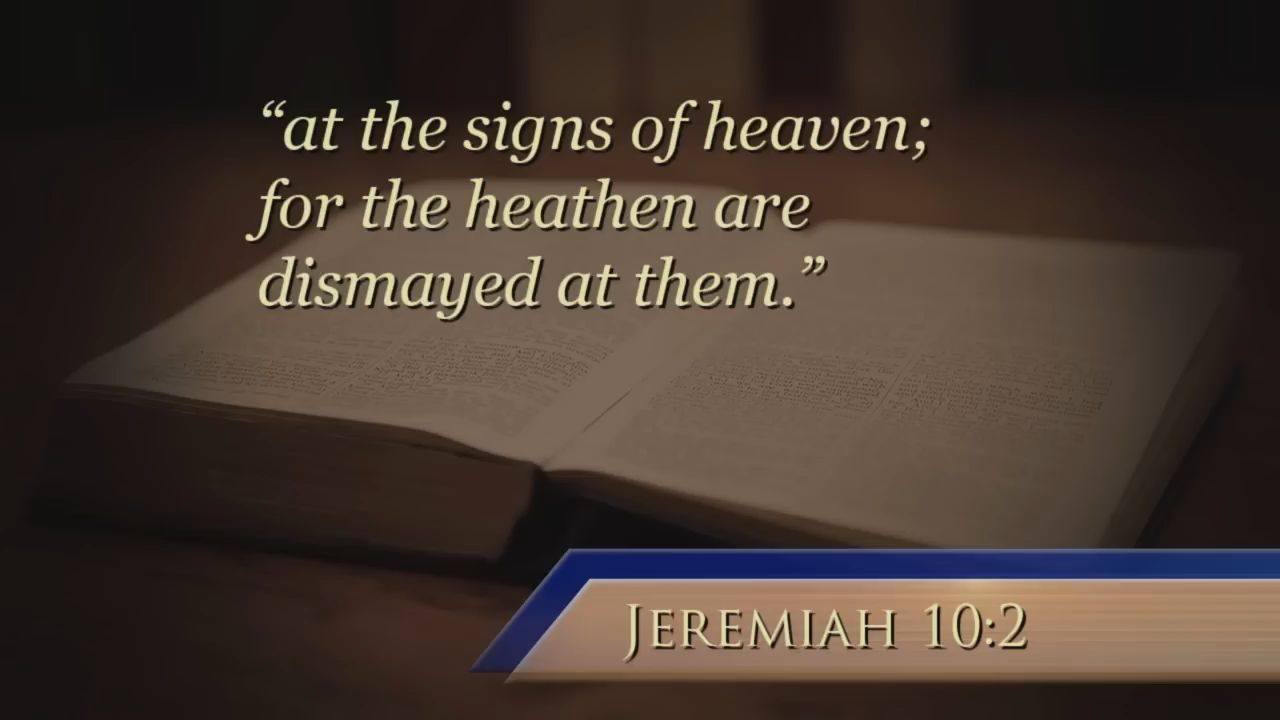 “at the signs of heaven;
for the heathen are
dismayed at them.”
Jeremiah 10:2